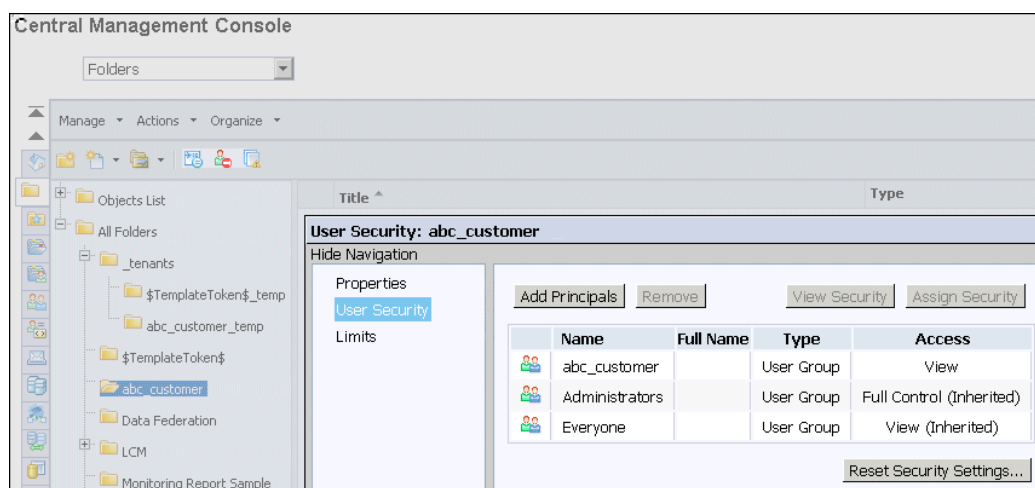 Central Management Console
Folders
Manage Actions Organize
Objects List
All Folders
_tenants
$TemplateToken$_temp
abc_customer_temp
$TemplateToken$
abc_customer
Data Federation
LCM
Monitoring Report Sample
Title Type
User Security: abc_customer
Hide Navigation
Properties
User Security
Limits
Add Principals Remove View Security Assign Security
Name Full Name Type Access
abc_customer User Group View
Administrators User Group Full Control (Inherited)
Everyone User Group View (Inherited)
Reset Security Settings...